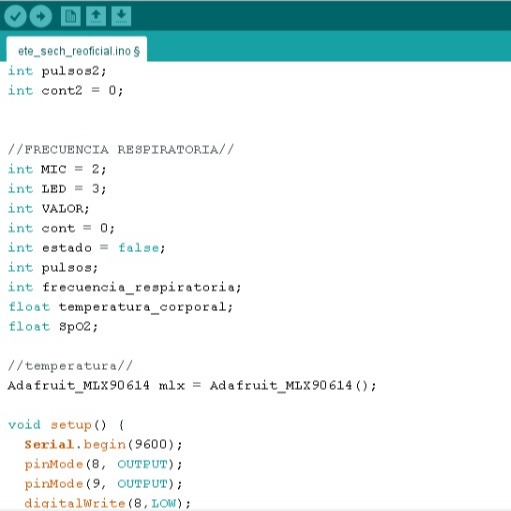 ete_sech_reoficial.ino §
int pulsos2;
int cont2 = 0;
//FRECUENCIA RESPIRATORIA//
int MIC = 2;
int LED = 3;
int VALOR;
int cont = 0;
int estado = false;
int pulsos;
int frecuencia_respiratoria;
float temperatura_corporal;
float SpO2;
//temperatura//
Adafruit_MLX90614 mlx = Adafruit_MLX90614();
void setup() {
Serial.begin(9600);
pinMode(8, OUTPUT);
pinMode(9, OUTPUT);
digitalWrite(8,LOW);